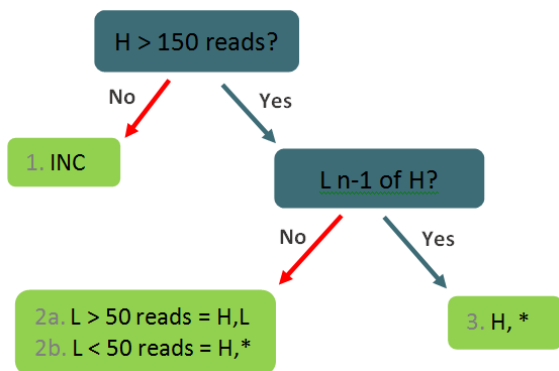 H > 150 reads?
No
Yes
1. INC
L n-1 of H?
No
Yes
2a. L > 50 reads = H,L
2b. L < 50 reads = H,*
3. H, *